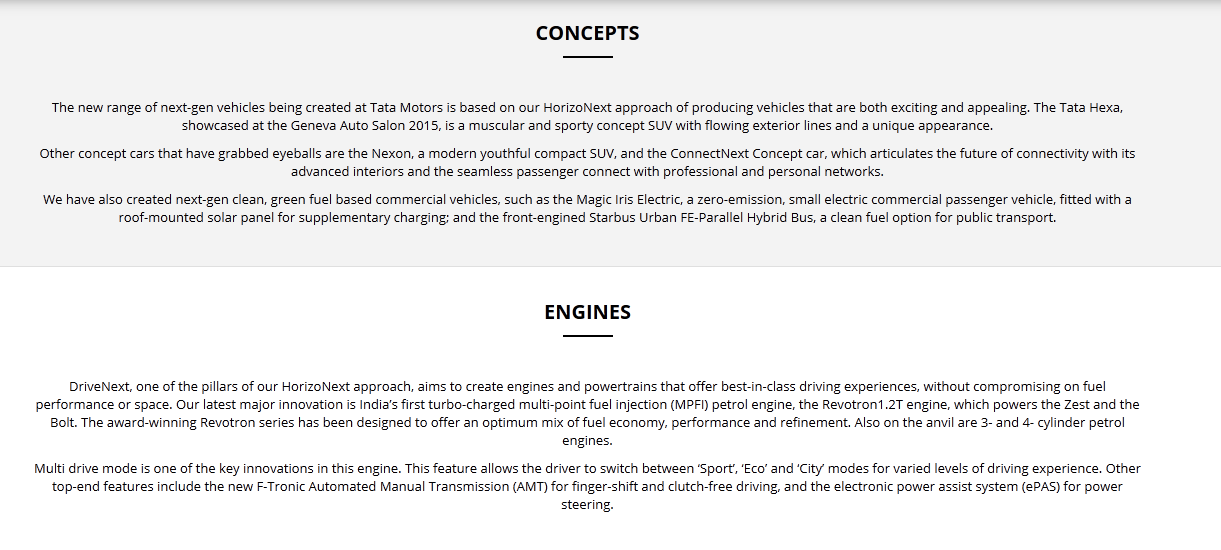 CONCEPTS
The new range of next-gen vehicles being created at Tata Motors is based on our HorizoNext approach of producing vehicles that are both exciting and appealing. The Tata Hexa,
showcased at the Geneva Auto Salon 2015, is a muscular and sporty concept SUV with flowing exterior lines and a unique appearance.
Other concept cars that have grabbed eyeballs are the Nexon, a modern youthful compact SUV, and the ConnectNext Concept car, which articulates the future of connectivity with its
advanced interiors and the seamless passenger connect with professional and personal networks.
We have also created next-gen clean, green fuel based commercial vehicles, such as the Magic Iris Electric, a zero-emission, small electric commercial passenger vehicle, fitted with a
roof-mounted solar panel for supplementary charging; and the front-engined Starbus Urban FE-Parallel Hybrid Bus, a clean fuel option for public transport.
ENGINES
DriveNext, one of the pillars of our HorizoNext approach, aims to create engines and powertrains that offer best-in-class driving experiences, without compromising on fuel
performance or space. Our latest major innovation is India’s first turbo-charged multi-point fuel injection (MPFI) petrol engine, the Revotron1.2T engine, which powers the Zest and the
Bolt. The award-winning Revotron series has been designed to offer an optimum mix of fuel economy, performance and refinement. Also on the anvil are 3- and 4- cylinder petrol
engines.
Multi drive mode is one of the key innovations in this engine. This feature allows the driver to switch between ‘Sport’, ‘Eco’ and ‘City’ modes for varied levels of driving experience. Other
top-end features include the new F-Tronic Automated Manual Transmission (AMT) for finger-shift and clutch-free driving, and the electronic power assist system (ePAS) for power
steering.